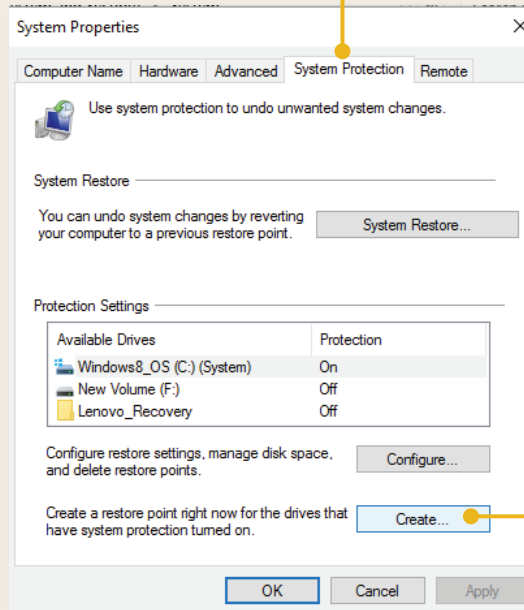 System Properties
Computer Name Hardware Advanced System Protection Remote
Use system protection to undo unwanted system changes.
System Restore
You can undo system changes by reverting
your computer to a previous restore point.
System Restore...
Protection Settings
Available Drives Protection
Windows8_OS (C:) (System) On
New Volume (F:) Off
Lenovo_Recovery Off
Configure restore settings, manage disk space,
and delete restore points.
Configure...
Create a restore point right now for the drives that
have system protection turned on.
Create...
OK Cancel Apply